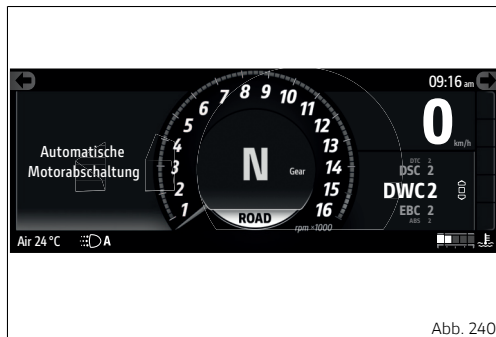 09:16 am
0
km/h
Automatische
Motorabschaltung
1
2
3
4
5
6
7
8
9
10
11
12
13
14
15
16
N
Gear
ROAD
rpm ×1000
DTC 2
DSC 2
DWC 2
EBC 2
ABS 2
Air 24 °C
A
Abb. 240